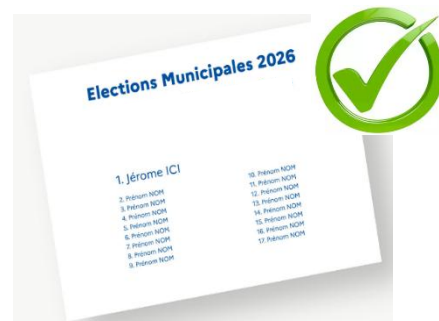 Elections Municipales 2026
1. Jérome ICI
2. Prénom NOM
3. Prénom NOM
4. Prénom NOM
5. Prénom NOM
6. Prénom NOM
7. Prénom NOM
8. Prénom NOM
9. Prénom NOM
10. Prénom NOM
11. Prénom NOM
12. Prénom NOM
13. Prénom NOM
14. Prénom NOM
15. Prénom NOM
16. Prénom NOM
17. Prénom NOM